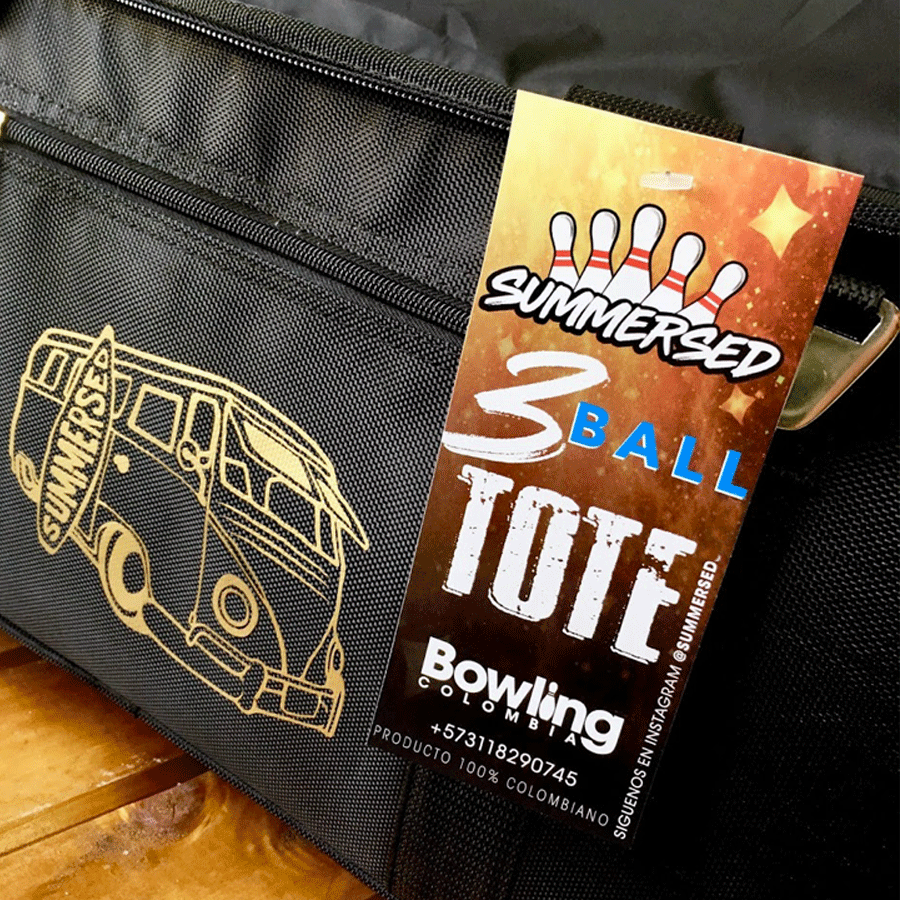 SUMMERSED
SUMMERSED
3 BALL
TOTE
Bowling
COLOMBIA
+573118290745
PRODUCTO 100% COLOMBIANO
SIGUENOS EN INSTAGRAM @SUMMERSED